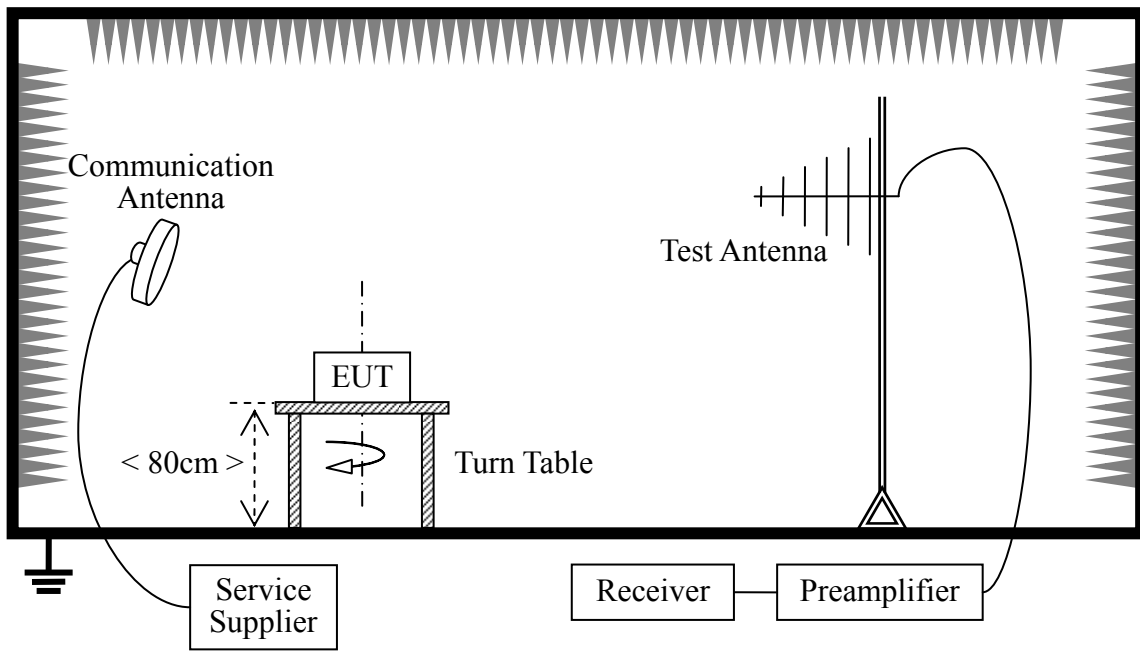 Communication
Antenna
Test Antenna
EUT
< 80cm >
Turn Table
Service
Supplier
Receiver
Preamplifier